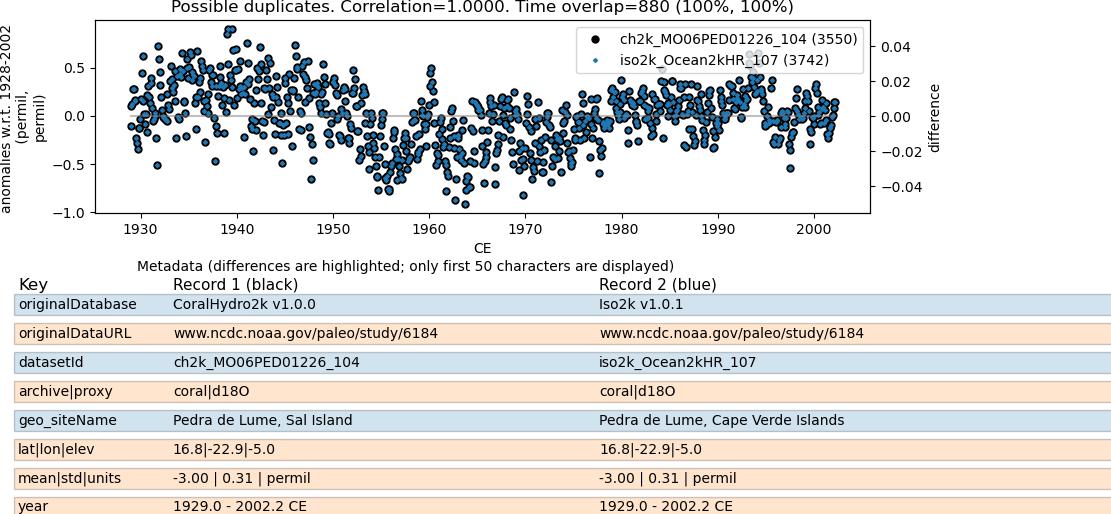 Possible duplicates. Correlation=1.0000. Time overlap=880 (100%, 100%)
anomalies w.r.t. 1928-2002
(permil,
permil)
0.5
0.0
−0.5
−1.0
ch2k_MO06PED01226_104 (3550)
iso2k_Ocean2kHR_107 (3742)
0.04
0.02
0.00
−0.02
−0.04
difference
1930 1940 1950 1960 1970 1980 1990 2000
CE
Metadata (differences are highlighted; only first 50 characters are displayed)
Key Record 1 (black) Record 2 (blue)
originalDatabase CoralHydro2k v1.0.0 Iso2k v1.0.1
originalDataURL www.ncdc.noaa.gov/paleo/study/6184 www.ncdc.noaa.gov/paleo/study/6184
datasetId ch2k_MO06PED01226_104 iso2k_Ocean2kHR_107
archive|proxy coral|d18O coral|d18O
geo_siteName Pedra de Lume, Sal Island Pedra de Lume, Cape Verde Islands
lat|lon|elev 16.8|-22.9|-5.0 16.8|-22.9|-5.0
mean|std|units -3.00 | 0.31 | permil -3.00 | 0.31 | permil
year 1929.0 - 2002.2 CE 1929.0 - 2002.2 CE